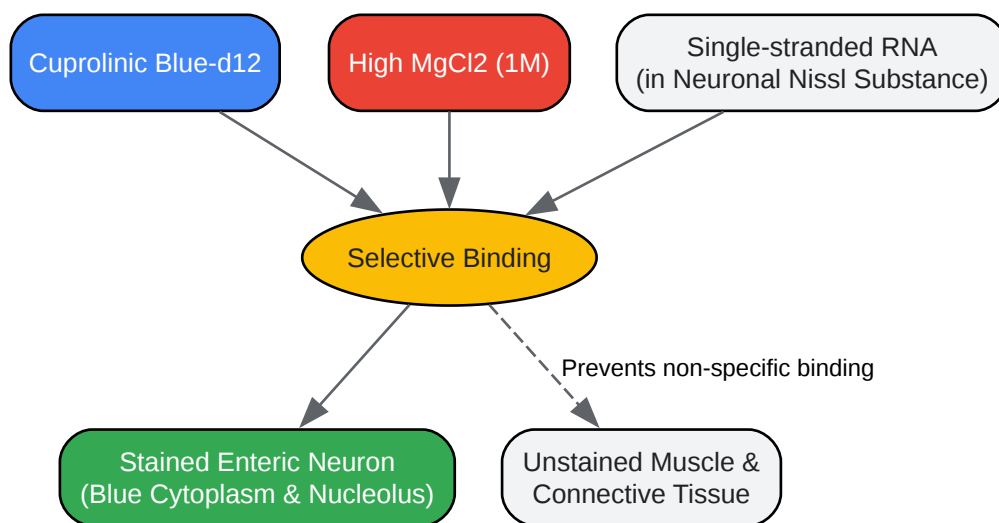 Cuprolinic Blue-d12
High MgCl2 (1M)
Single-stranded RNA
(in Neuronal Nissl Substance)
Selective Binding
Prevents non-specific binding
Stained Enteric Neuron
(Blue Cytoplasm & Nucleolus)
Unstained Muscle &
Connective Tissue